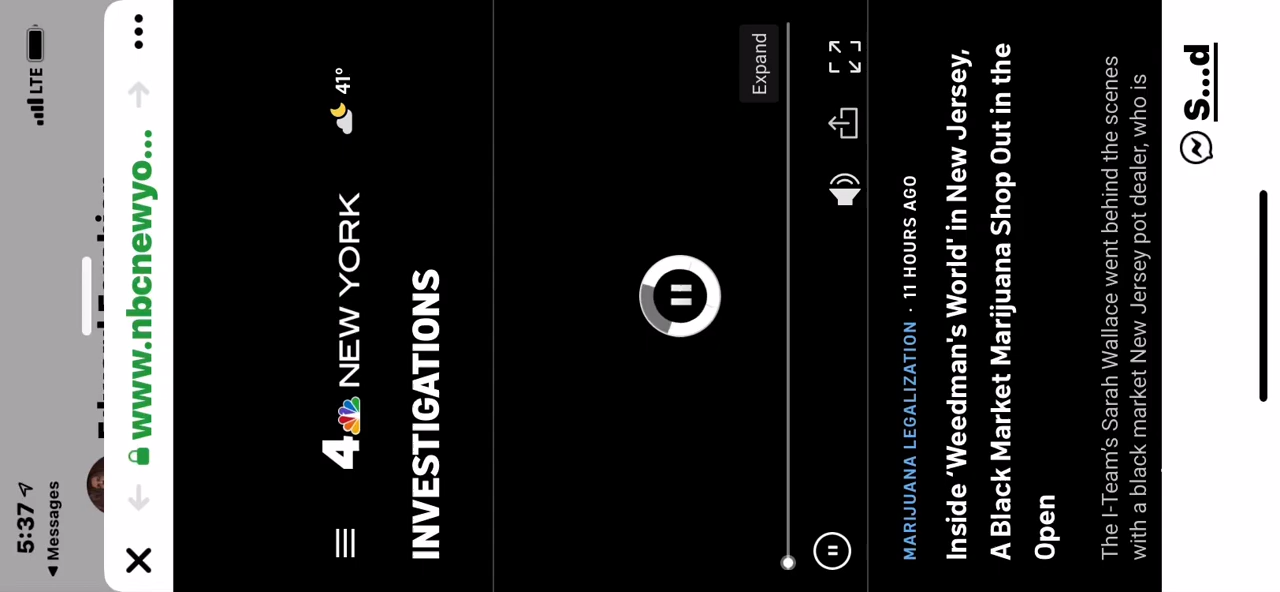 5:37
LTE
◀ Messages
www.nbcnewyo...
4 NEW YORK
41°
INVESTIGATIONS
Expand
MARIJUANA LEGALIZATION · 11 HOURS AGO
Inside 'Weedman's World' in New Jersey,
A Black Market Marijuana Shop Out in the
Open
The I-Team's Sarah Wallace went behind the scenes
with a black market New Jersey pot dealer, who is
S...d